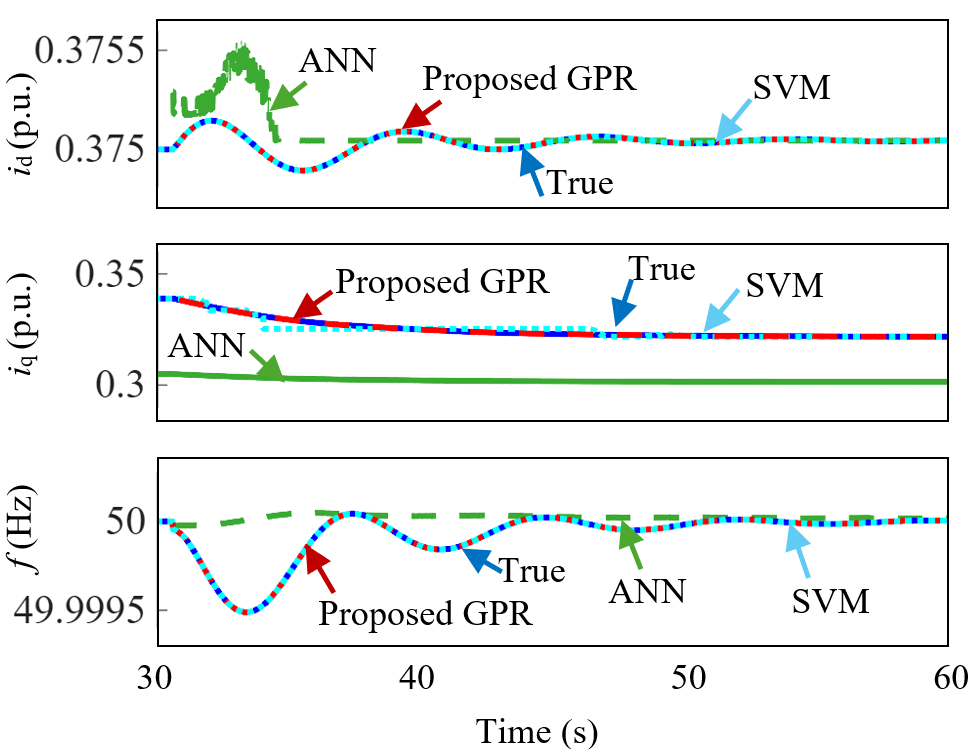 0.3755
ANN
Proposed GPR
SVM
i_d (p.u.)
0.375
True
0.35
Proposed GPR
True
SVM
i_q (p.u.)
ANN
0.3
f (Hz)
50
True
ANN
SVM
49.9995
Proposed GPR
30 40 50 60
Time (s)